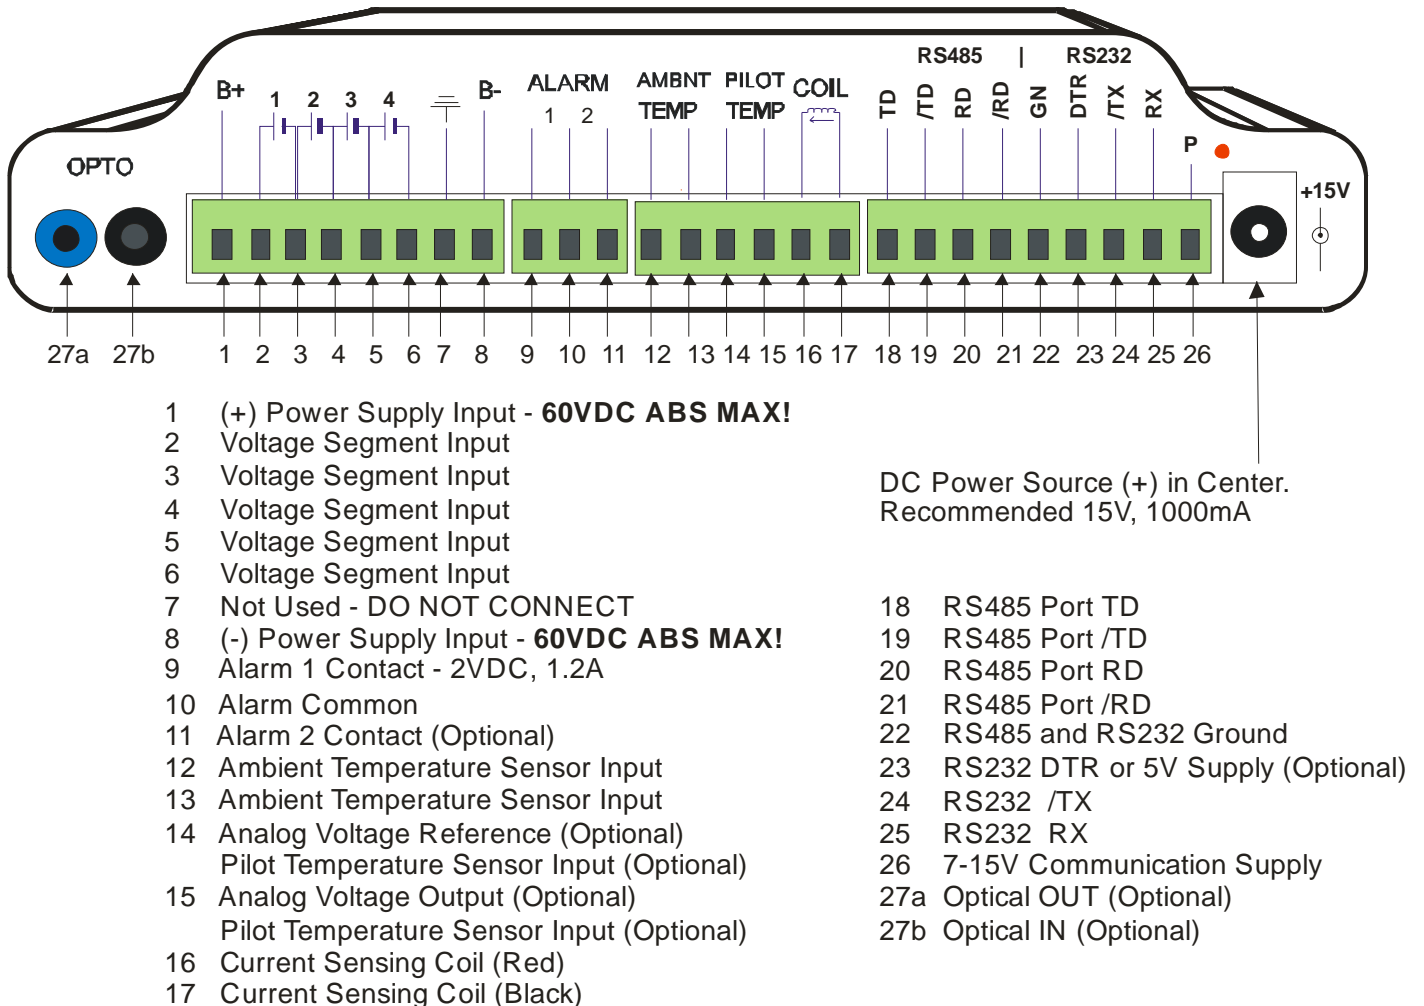 RS485 | RS232
B+ 1 2 3 4 B- ALARM AMBNT PILOT COIL TD /TD RD /RD GN DTR /TX RX
1 2 TEMP TEMP
P
OPTO
+15V
27a 27b 1 2 3 4 5 6 7 8 9 10 11 12 13 14 15 16 17 18 19 20 21 22 23 24 25 26
1 (+) Power Supply Input - 60VDC ABS MAX!
2 Voltage Segment Input
3 Voltage Segment Input
4 Voltage Segment Input
5 Voltage Segment Input
6 Voltage Segment Input
7 Not Used - DO NOT CONNECT
8 (-) Power Supply Input - 60VDC ABS MAX!
9 Alarm 1 Contact - 2VDC, 1.2A
10 Alarm Common
11 Alarm 2 Contact (Optional)
12 Ambient Temperature Sensor Input
13 Ambient Temperature Sensor Input
14 Analog Voltage Reference (Optional)
Pilot Temperature Sensor Input (Optional)
15 Analog Voltage Output (Optional)
Pilot Temperature Sensor Input (Optional)
16 Current Sensing Coil (Red)
17 Current Sensing Coil (Black)
DC Power Source (+) in Center.
Recommended 15V, 1000mA
18 RS485 Port TD
19 RS485 Port /TD
20 RS485 Port RD
21 RS485 Port /RD
22 RS485 and RS232 Ground
23 RS232 DTR or 5V Supply (Optional)
24 RS232 /TX
25 RS232 RX
26 7-15V Communication Supply
27a Optical OUT (Optional)
27b Optical IN (Optional)